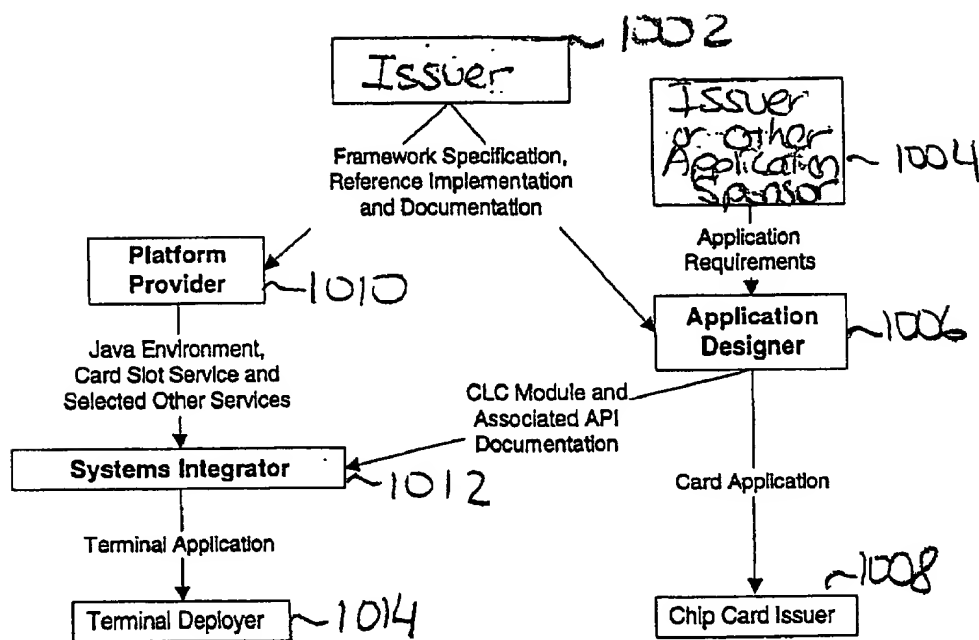 1002
Issuer
Issuer
or other
Application
Sponsor
1004
Framework Specification,
Reference Implementation
and Documentation
Application
Requirements
Platform
Provider
1010
Application
Designer
1006
Java Environment,
Card Slot Service and
Selected Other Services
CLC Module and
Associated API
Documentation
Systems Integrator
1012
Card Application
Terminal Application
1008
Terminal Deployer
1014
Chip Card Issuer